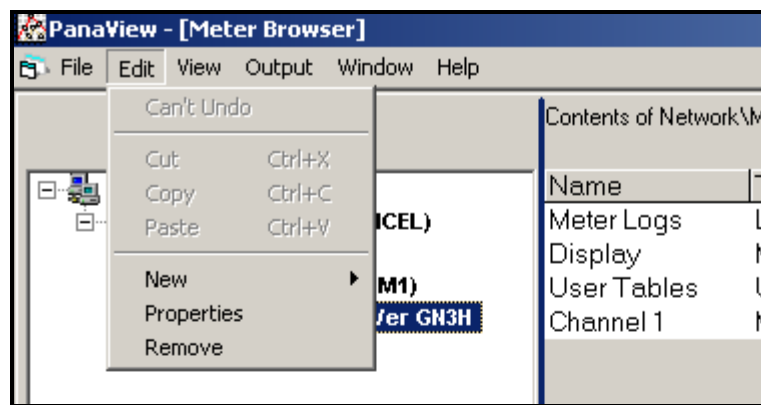 PanaView - [Meter Browser]
File Edit View Output Window Help
Can't Undo
Cut Ctrl+X
Copy Ctrl+C
Paste Ctrl+V
New
Properties
Remove
ICEL)
M1)
Ver GN3H
Contents of Network\M
Name
Meter Logs
Display
User Tables
Channel 1